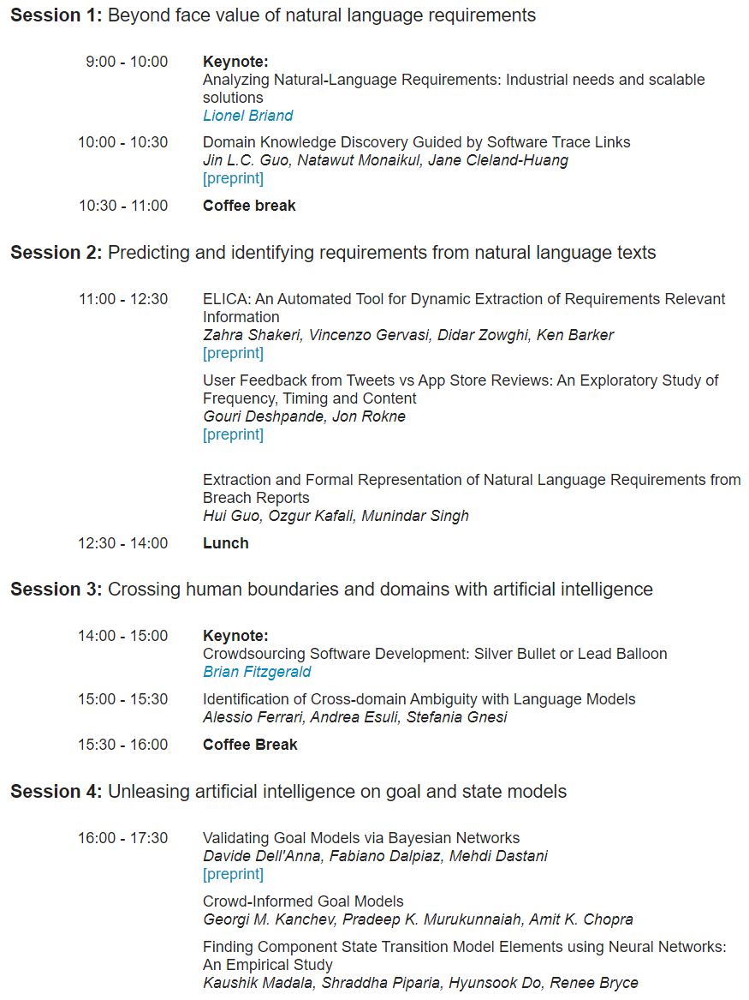 Session 1: Beyond face value of natural language requirements
9:00 - 10:00 Keynote:
Analyzing Natural-Language Requirements: Industrial needs and scalable
solutions
Lionel Briand
10:00 - 10:30 Domain Knowledge Discovery Guided by Software Trace Links
Jin L.C. Guo, Natawut Monaikul, Jane Cleland-Huang
[preprint]
10:30 - 11:00 Coffee break
Session 2: Predicting and identifying requirements from natural language texts
11:00 - 12:30 ELICA: An Automated Tool for Dynamic Extraction of Requirements Relevant
Information
Zahra Shakeri, Vincenzo Gervasi, Didar Zowghi, Ken Barker
[preprint]
User Feedback from Tweets vs App Store Reviews: An Exploratory Study of
Frequency, Timing and Content
Gouri Deshpande, Jon Rokne
[preprint]
Extraction and Formal Representation of Natural Language Requirements from
Breach Reports
Hui Guo, Ozgur Kafali, Munindar Singh
12:30 - 14:00 Lunch
Session 3: Crossing human boundaries and domains with artificial intelligence
14:00 - 15:00 Keynote:
Crowdsourcing Software Development: Silver Bullet or Lead Balloon
Brian Fitzgerald
15:00 - 15:30 Identification of Cross-domain Ambiguity with Language Models
Alessio Ferrari, Andrea Esuli, Stefania Gnesi
15:30 - 16:00 Coffee Break
Session 4: Unleasing artificial intelligence on goal and state models
16:00 - 17:30 Validating Goal Models via Bayesian Networks
Davide Dell'Anna, Fabiano Dalpiaz, Mehdi Dastani
[preprint]
Crowd-Informed Goal Models
Georgi M. Kanchev, Pradeep K. Murukunnaiah, Amit K. Chopra
Finding Component State Transition Model Elements using Neural Networks:
An Empirical Study
Kaushik Madala, Shraddha Piparia, Hyunsook Do, Renee Bryce